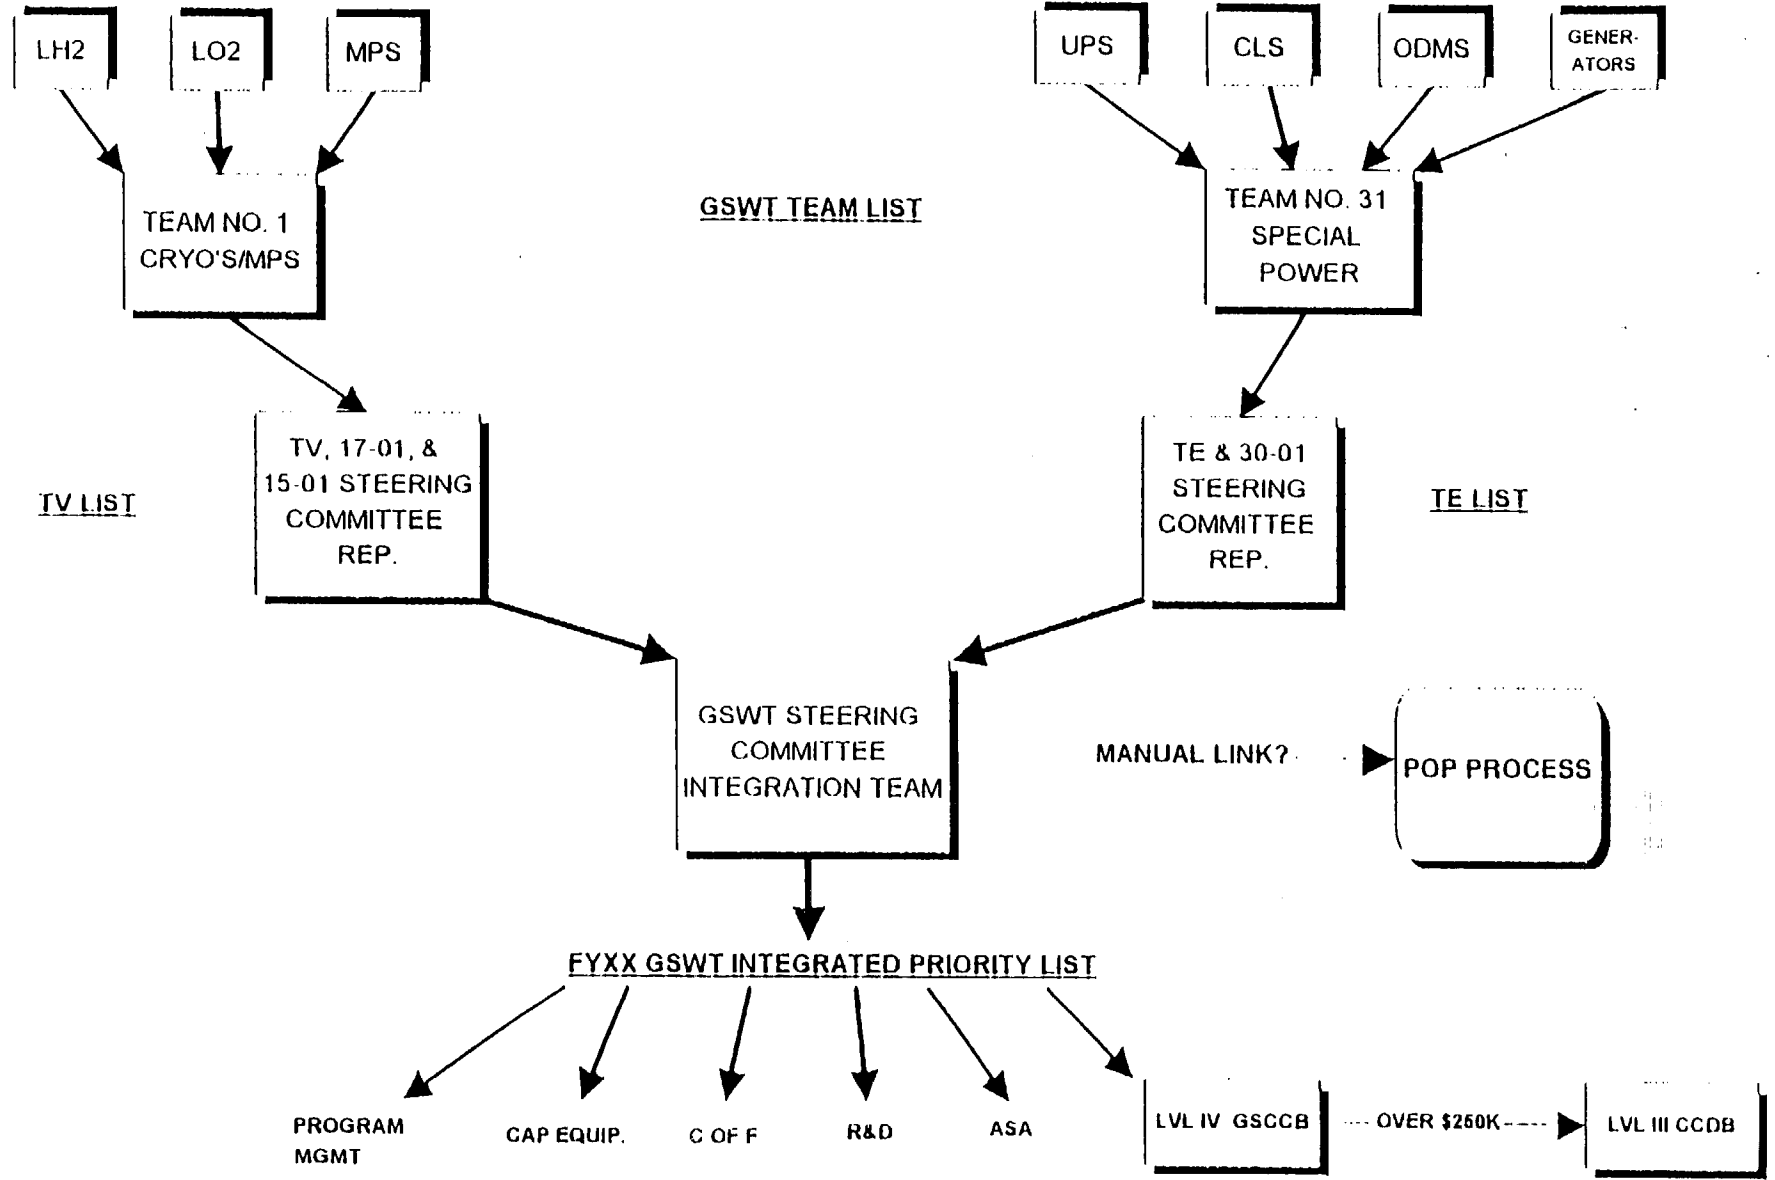 LH2
LO2
MPS
UPS
CLS
ODMS
GENER-
ATORS
TEAM NO. 1
CRYO'S/MPS
GSWT TEAM LIST
TEAM NO. 31
SPECIAL
POWER
TV LIST
TV, 17-01, &
15-01 STEERING
COMMITTEE
REP.
TE & 30-01
STEERING
COMMITTEE
REP.
TE LIST
GSWT STEERING
COMMITTEE
INTEGRATION TEAM
MANUAL LINK?
POP PROCESS
FYXX GSWT INTEGRATED PRIORITY LIST
PROGRAM
MGMT
CAP EQUIP.
C OF F
R&D
ASA
LVL IV GSCCB
OVER $250K
LVL III CCDB